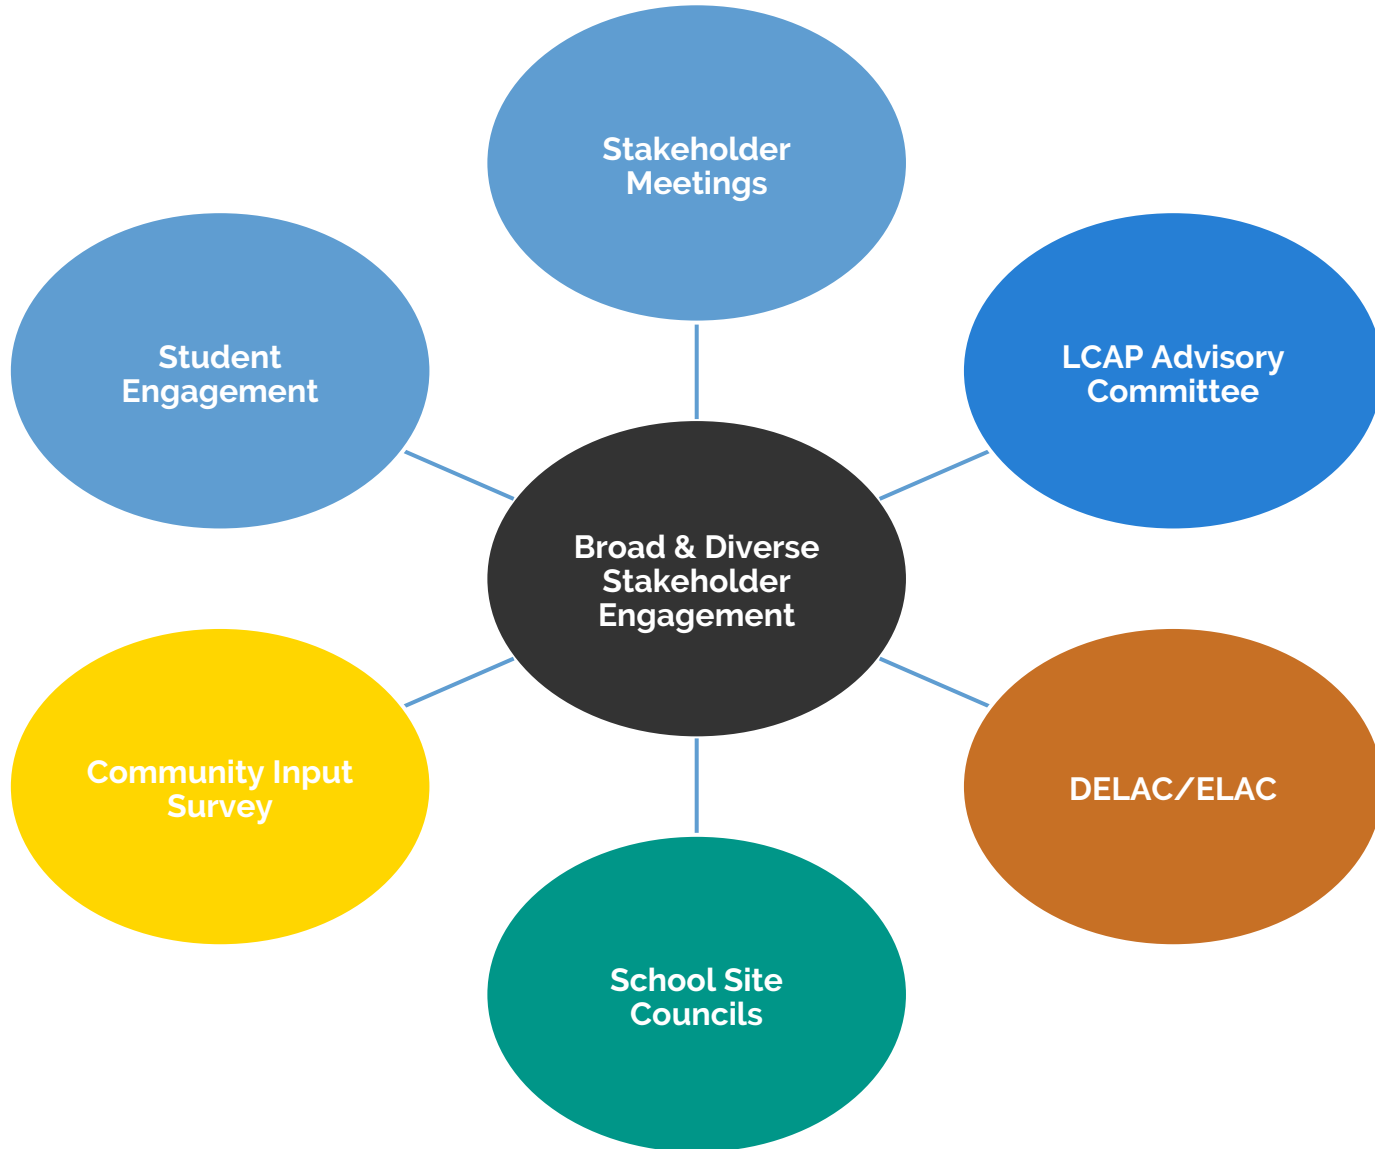 Stakeholder
Meetings
Student
Engagement
LCAP Advisory
Committee
Broad & Diverse
Stakeholder
Engagement
Community Input
Survey
DELAC/ELAC
School Site
Councils